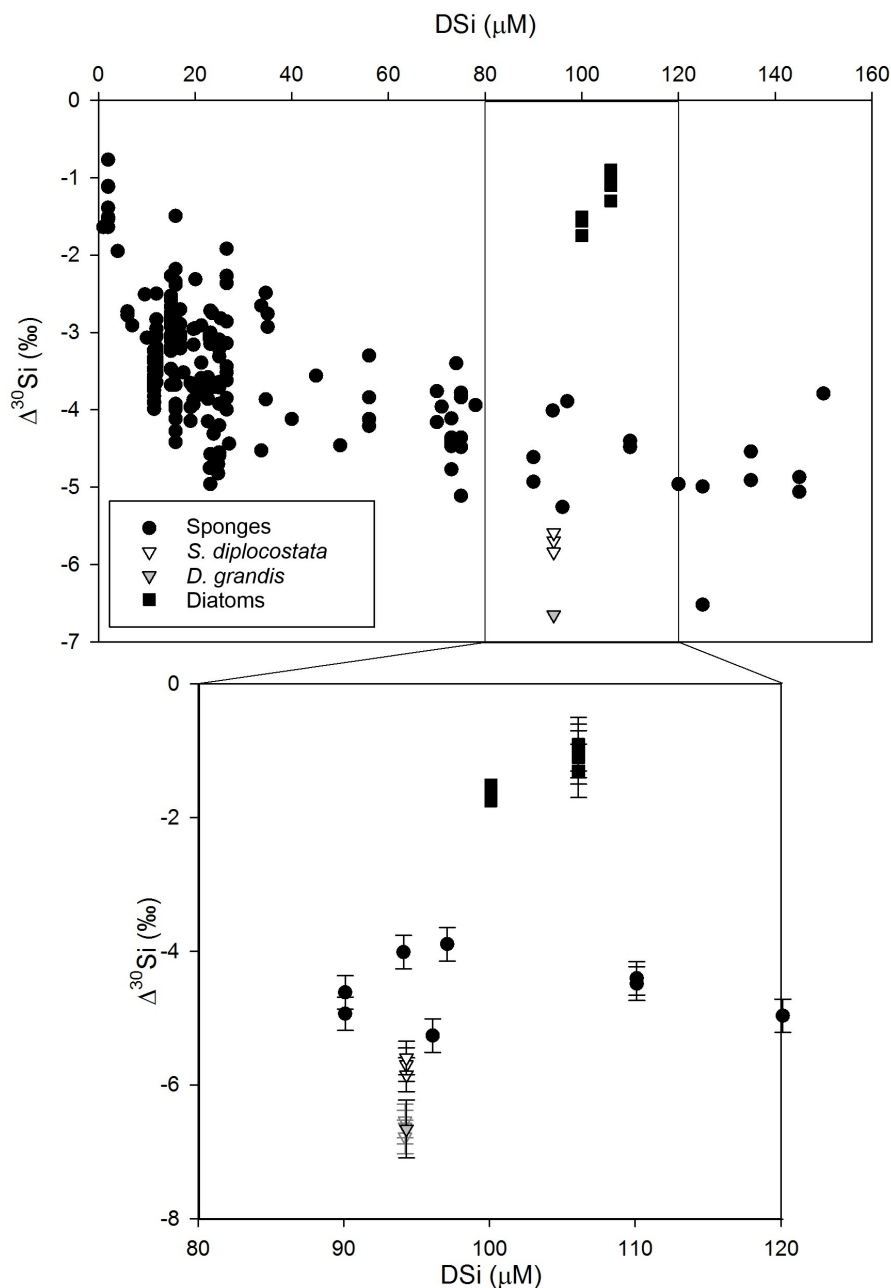 DSi (μM)
0 20 40 60 80 100 120 140 160
0
-1
-2
-3
-4
-5
-6
-7
Δ³⁰Si (‰)
Sponges
S. diplocostata
D. grandis
Diatoms
0
-2
-4
-6
-8
Δ³⁰Si (‰)
80 90 100 110 120
DSi (μM)